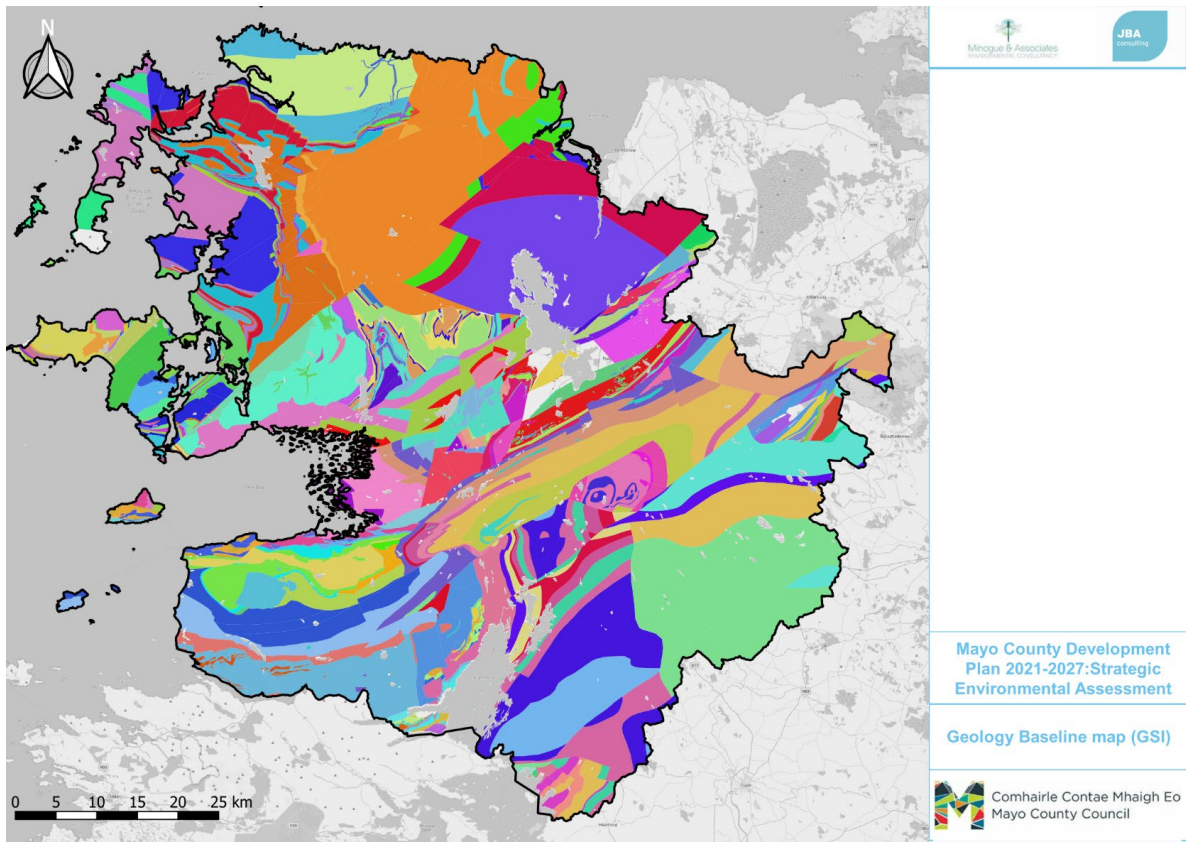 N
Minogue & Associates
ENVIRONMENTAL CONSULTANCY
JBA
consulting
Mayo County Development
Plan 2021-2027:Strategic
Environmental Assessment
Geology Baseline map (GSI)
0 5 10 15 20 25 km
Comhairle Contae Mhaigh Eo
Mayo County Council